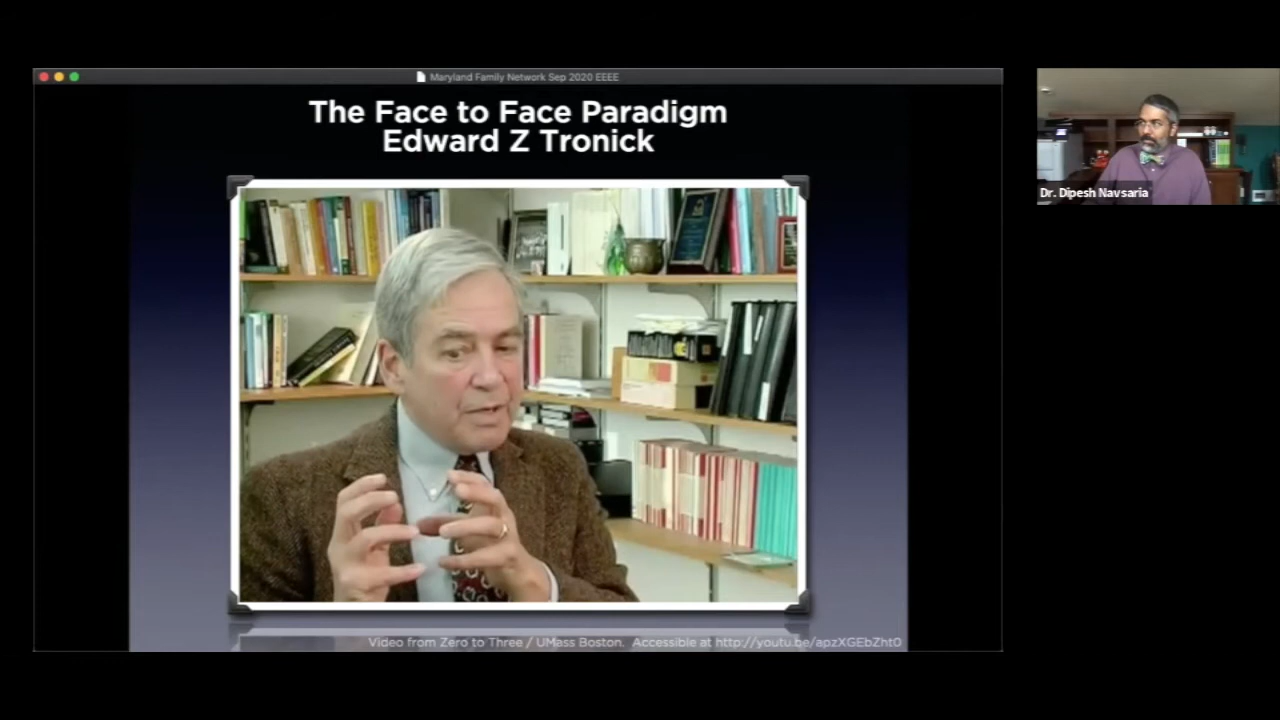 Maryland Family Network Sep 2020 EEEE
The Face to Face Paradigm
Edward Z Tronick
Dr. Dipesh Navsaria
Video from Zero to Three / UMass Boston. Accessible at http://youtu.be/apzXGEbZht0